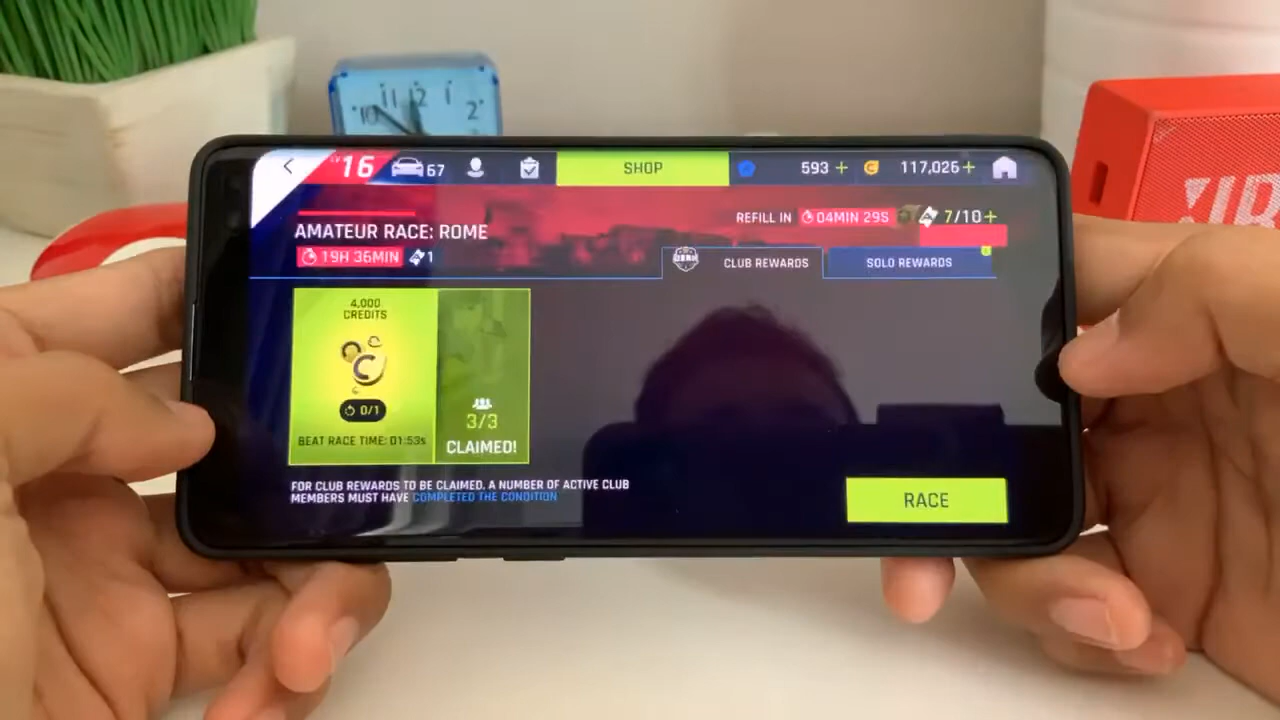 11 12 1
10 2
16 67 SHOP 593 + 117,026 +
AMATEUR RACE: ROME
REFILL IN 04MIN 29S 7/10 +
19H 36MIN 1
CLUB REWARDS SOLO REWARDS
4,000
CREDITS
0/1
BEAT RACE TIME: 01:53s
3/3
CLAIMED!
FOR CLUB REWARDS TO BE CLAIMED, A NUMBER OF ACTIVE CLUB
MEMBERS MUST HAVE COMPLETED THE CONDITION
RACE